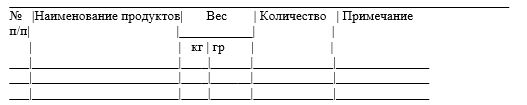 № |Наименование продуктов| Вес | Количество | Примечание
п/п|
кг | гр